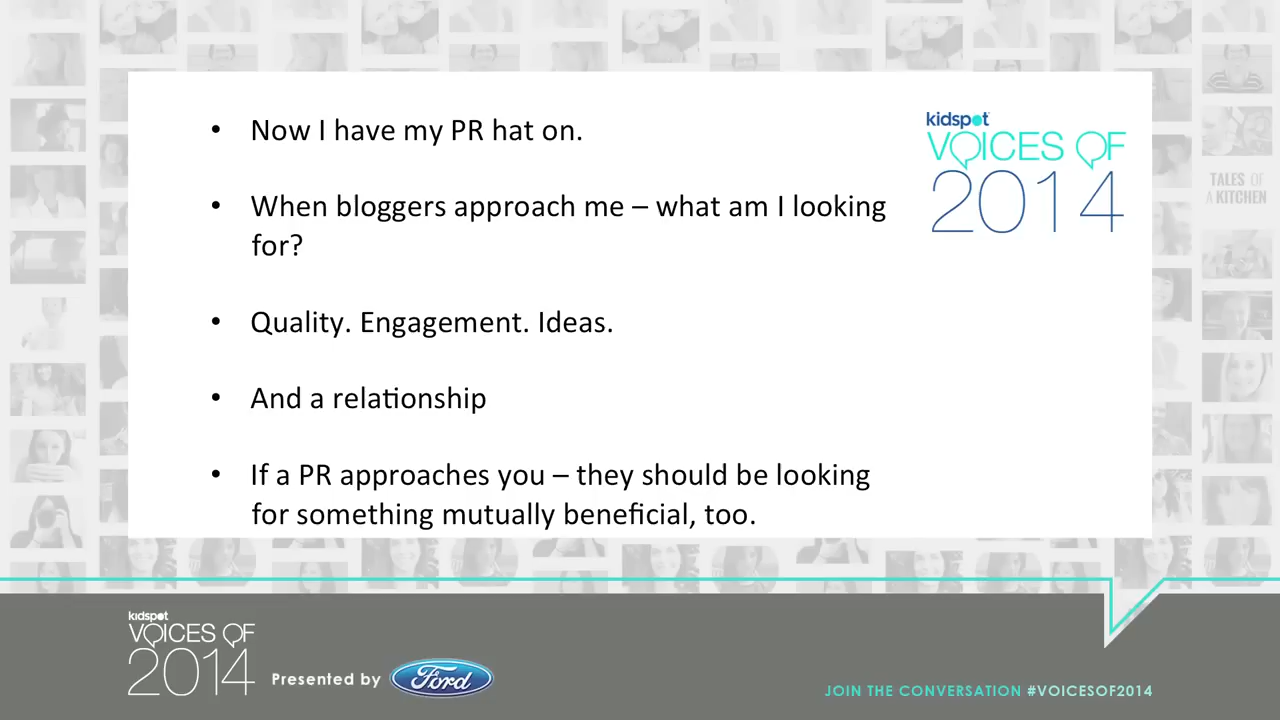 • Now I have my PR hat on.
• When bloggers approach me – what am I looking
for?
• Quality. Engagement. Ideas.
• And a relationship
• If a PR approaches you – they should be looking
for something mutually beneficial, too.
kidspot
VOICES OF
2014
TALES OF
A KITCHEN
kidspot
VOICES OF
2014
Presented by
Ford
JOIN THE CONVERSATION #VOICESOF2014